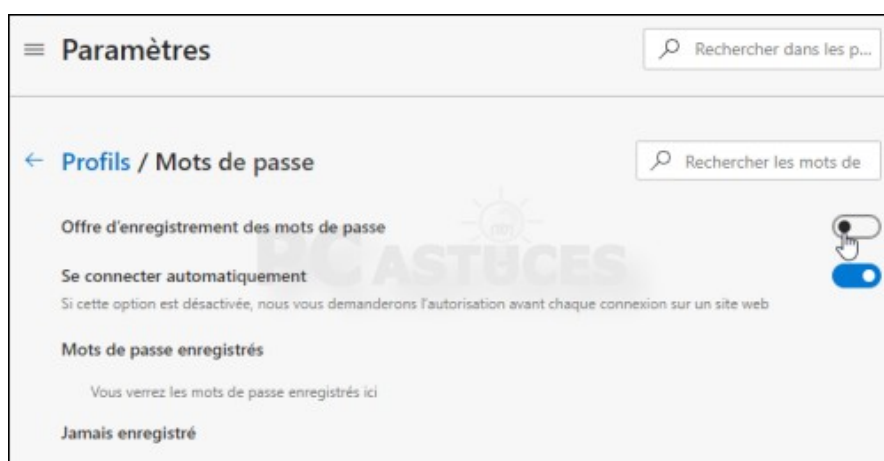 Paramètres
Rechercher dans les p...
Profils / Mots de passe
Rechercher les mots de
Offre d'enregistrement des mots de passe
PC ASTUCES
Se connecter automatiquement
Si cette option est désactivée, nous vous demanderons l'autorisation avant chaque connexion sur un site web
Mots de passe enregistrés
Vous verrez les mots de passe enregistrés ici
Jamais enregistré